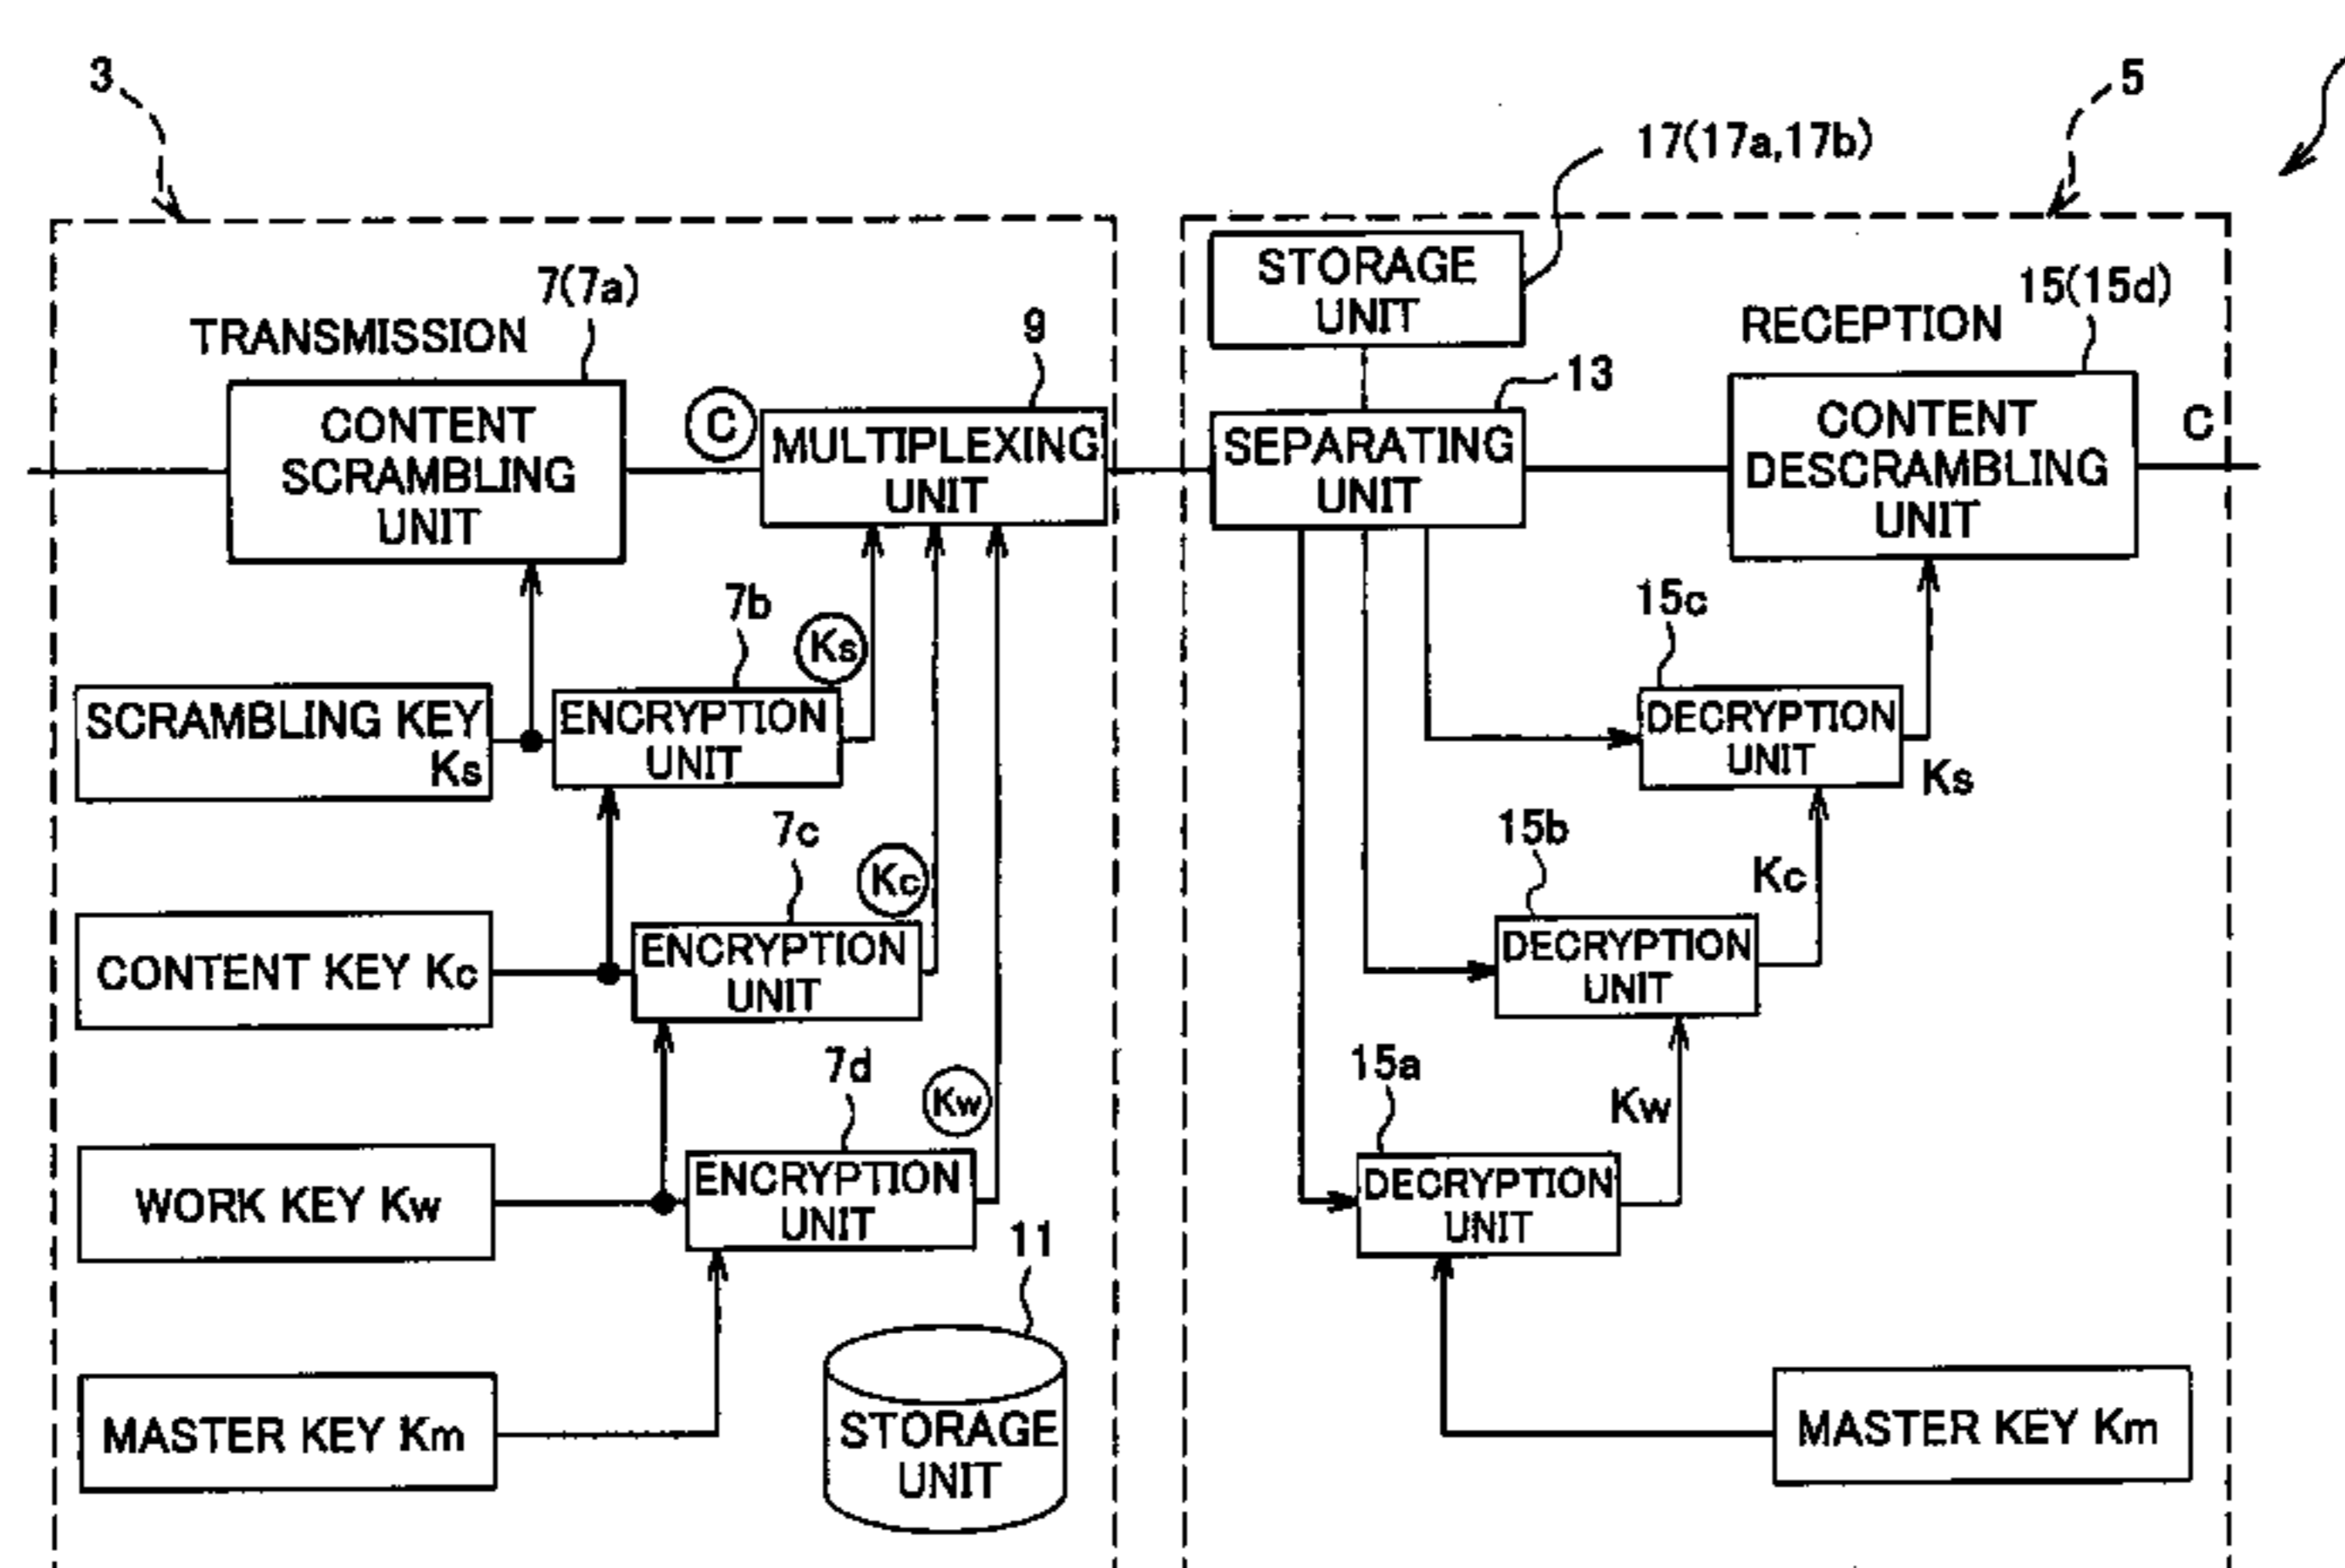 3
5
17(17a,17b)
STORAGE
UNIT
7(7a)
15(15d)
TRANSMISSION
9
RECEPTION
13
CONTENT
SCRAMBLING
UNIT
C
MULTIPLEXING
UNIT
SEPARATING
UNIT
CONTENT
DESCRAMBLING
UNIT
C
7b
Ks
15c
SCRAMBLING KEY
Ks
ENCRYPTION
UNIT
DECRYPTION
UNIT
Ks
7c
Kc
15b
Kc
CONTENT KEY Kc
ENCRYPTION
UNIT
DECRYPTION
UNIT
7d
Kw
15a
Kw
WORK KEY Kw
ENCRYPTION
UNIT
DECRYPTION
UNIT
11
MASTER KEY Km
STORAGE
UNIT
MASTER KEY Km